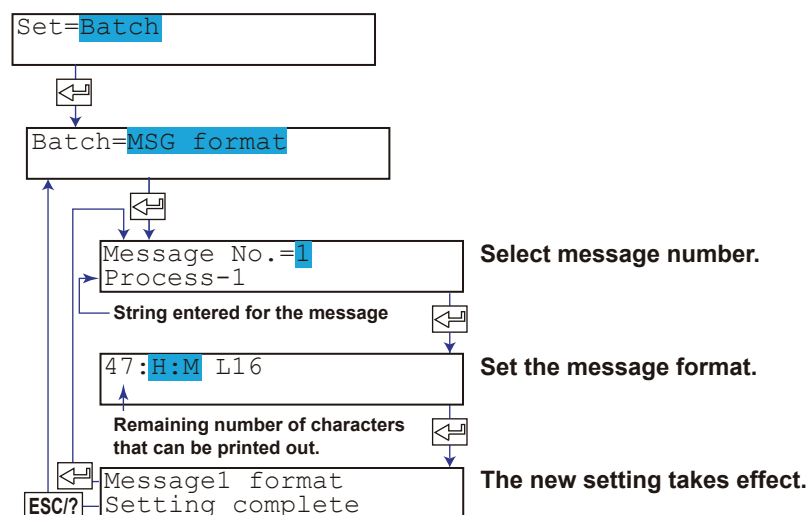 Set=Batch
Batch=MSG format
Message No.=1
Process-1
Select message number.
String entered for the message
47:H:M L16
Set the message format.
Remaining number of characters
that can be printed out.
Message1 format
Setting complete
The new setting takes effect.
ESC/?